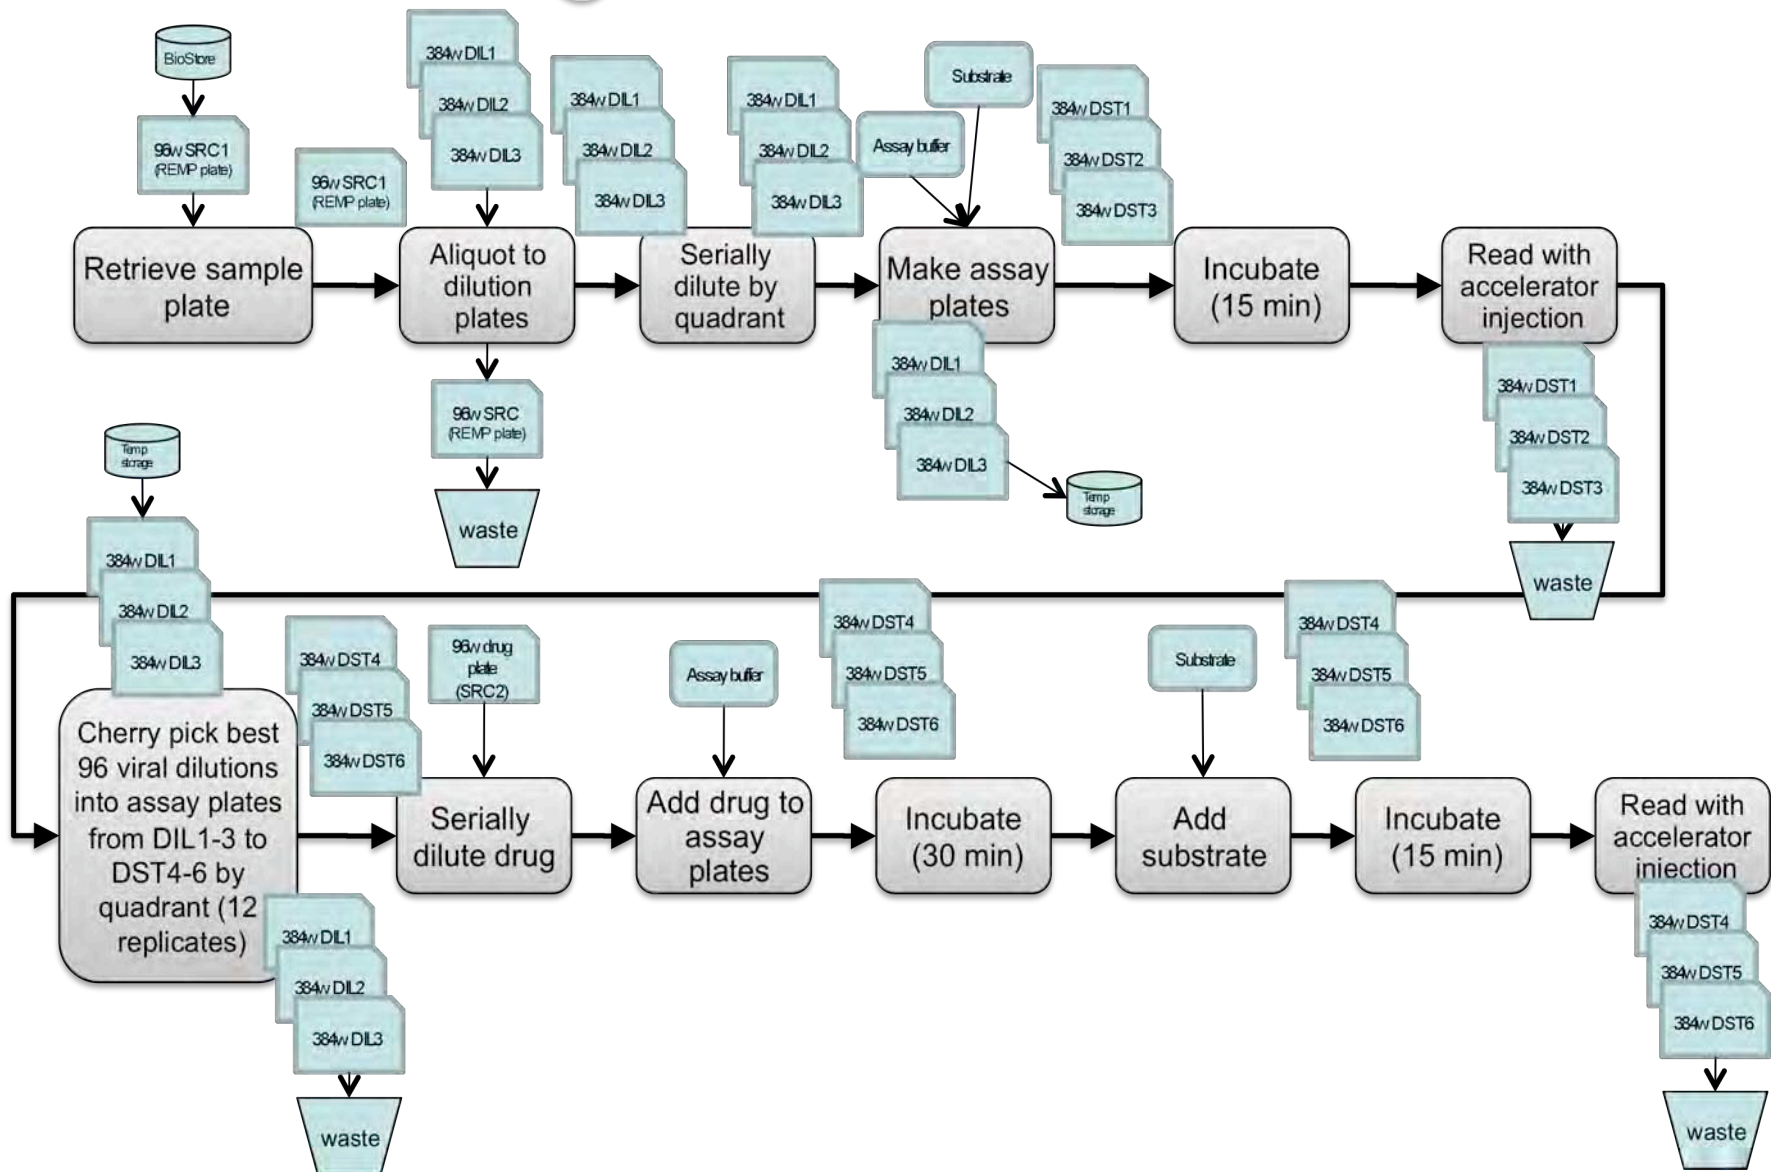 BioStore
96w SRC1
(REMP plate)
96w SRC1
(REMP plate)
384w DIL1
384w DIL2
384w DIL3
384w DIL1
384w DIL2
384w DIL3
384w DIL1
384w DIL2
384w DIL3
Assay buffer
Substrate
384w DST1
384w DST2
384w DST3
Retrieve sample
plate
Aliquot to
dilution
plates
Serially
dilute by
quadrant
Make assay
plates
Incubate
(15 min)
Read with
accelerator
injection
96w SRC
(REMP plate)
waste
384w DIL1
384w DIL2
384w DIL3
Temp
storage
384w DST1
384w DST2
384w DST3
waste
Temp
storage
384w DIL1
384w DIL2
384w DIL3
384w DST4
384w DST5
384w DST6
96w drug
plate
(SRC2)
Assay buffer
384w DST4
384w DST5
384w DST6
Substrate
384w DST4
384w DST5
384w DST6
Cherry pick best
96 viral dilutions
into assay plates
from DIL1-3 to
DST4-6 by
quadrant (12
replicates)
Serially
dilute drug
Add drug to
assay
plates
Incubate
(30 min)
Add
substrate
Incubate
(15 min)
Read with
accelerator
injection
384w DIL1
384w DIL2
384w DIL3
waste
384w DST4
384w DST5
384w DST6
waste